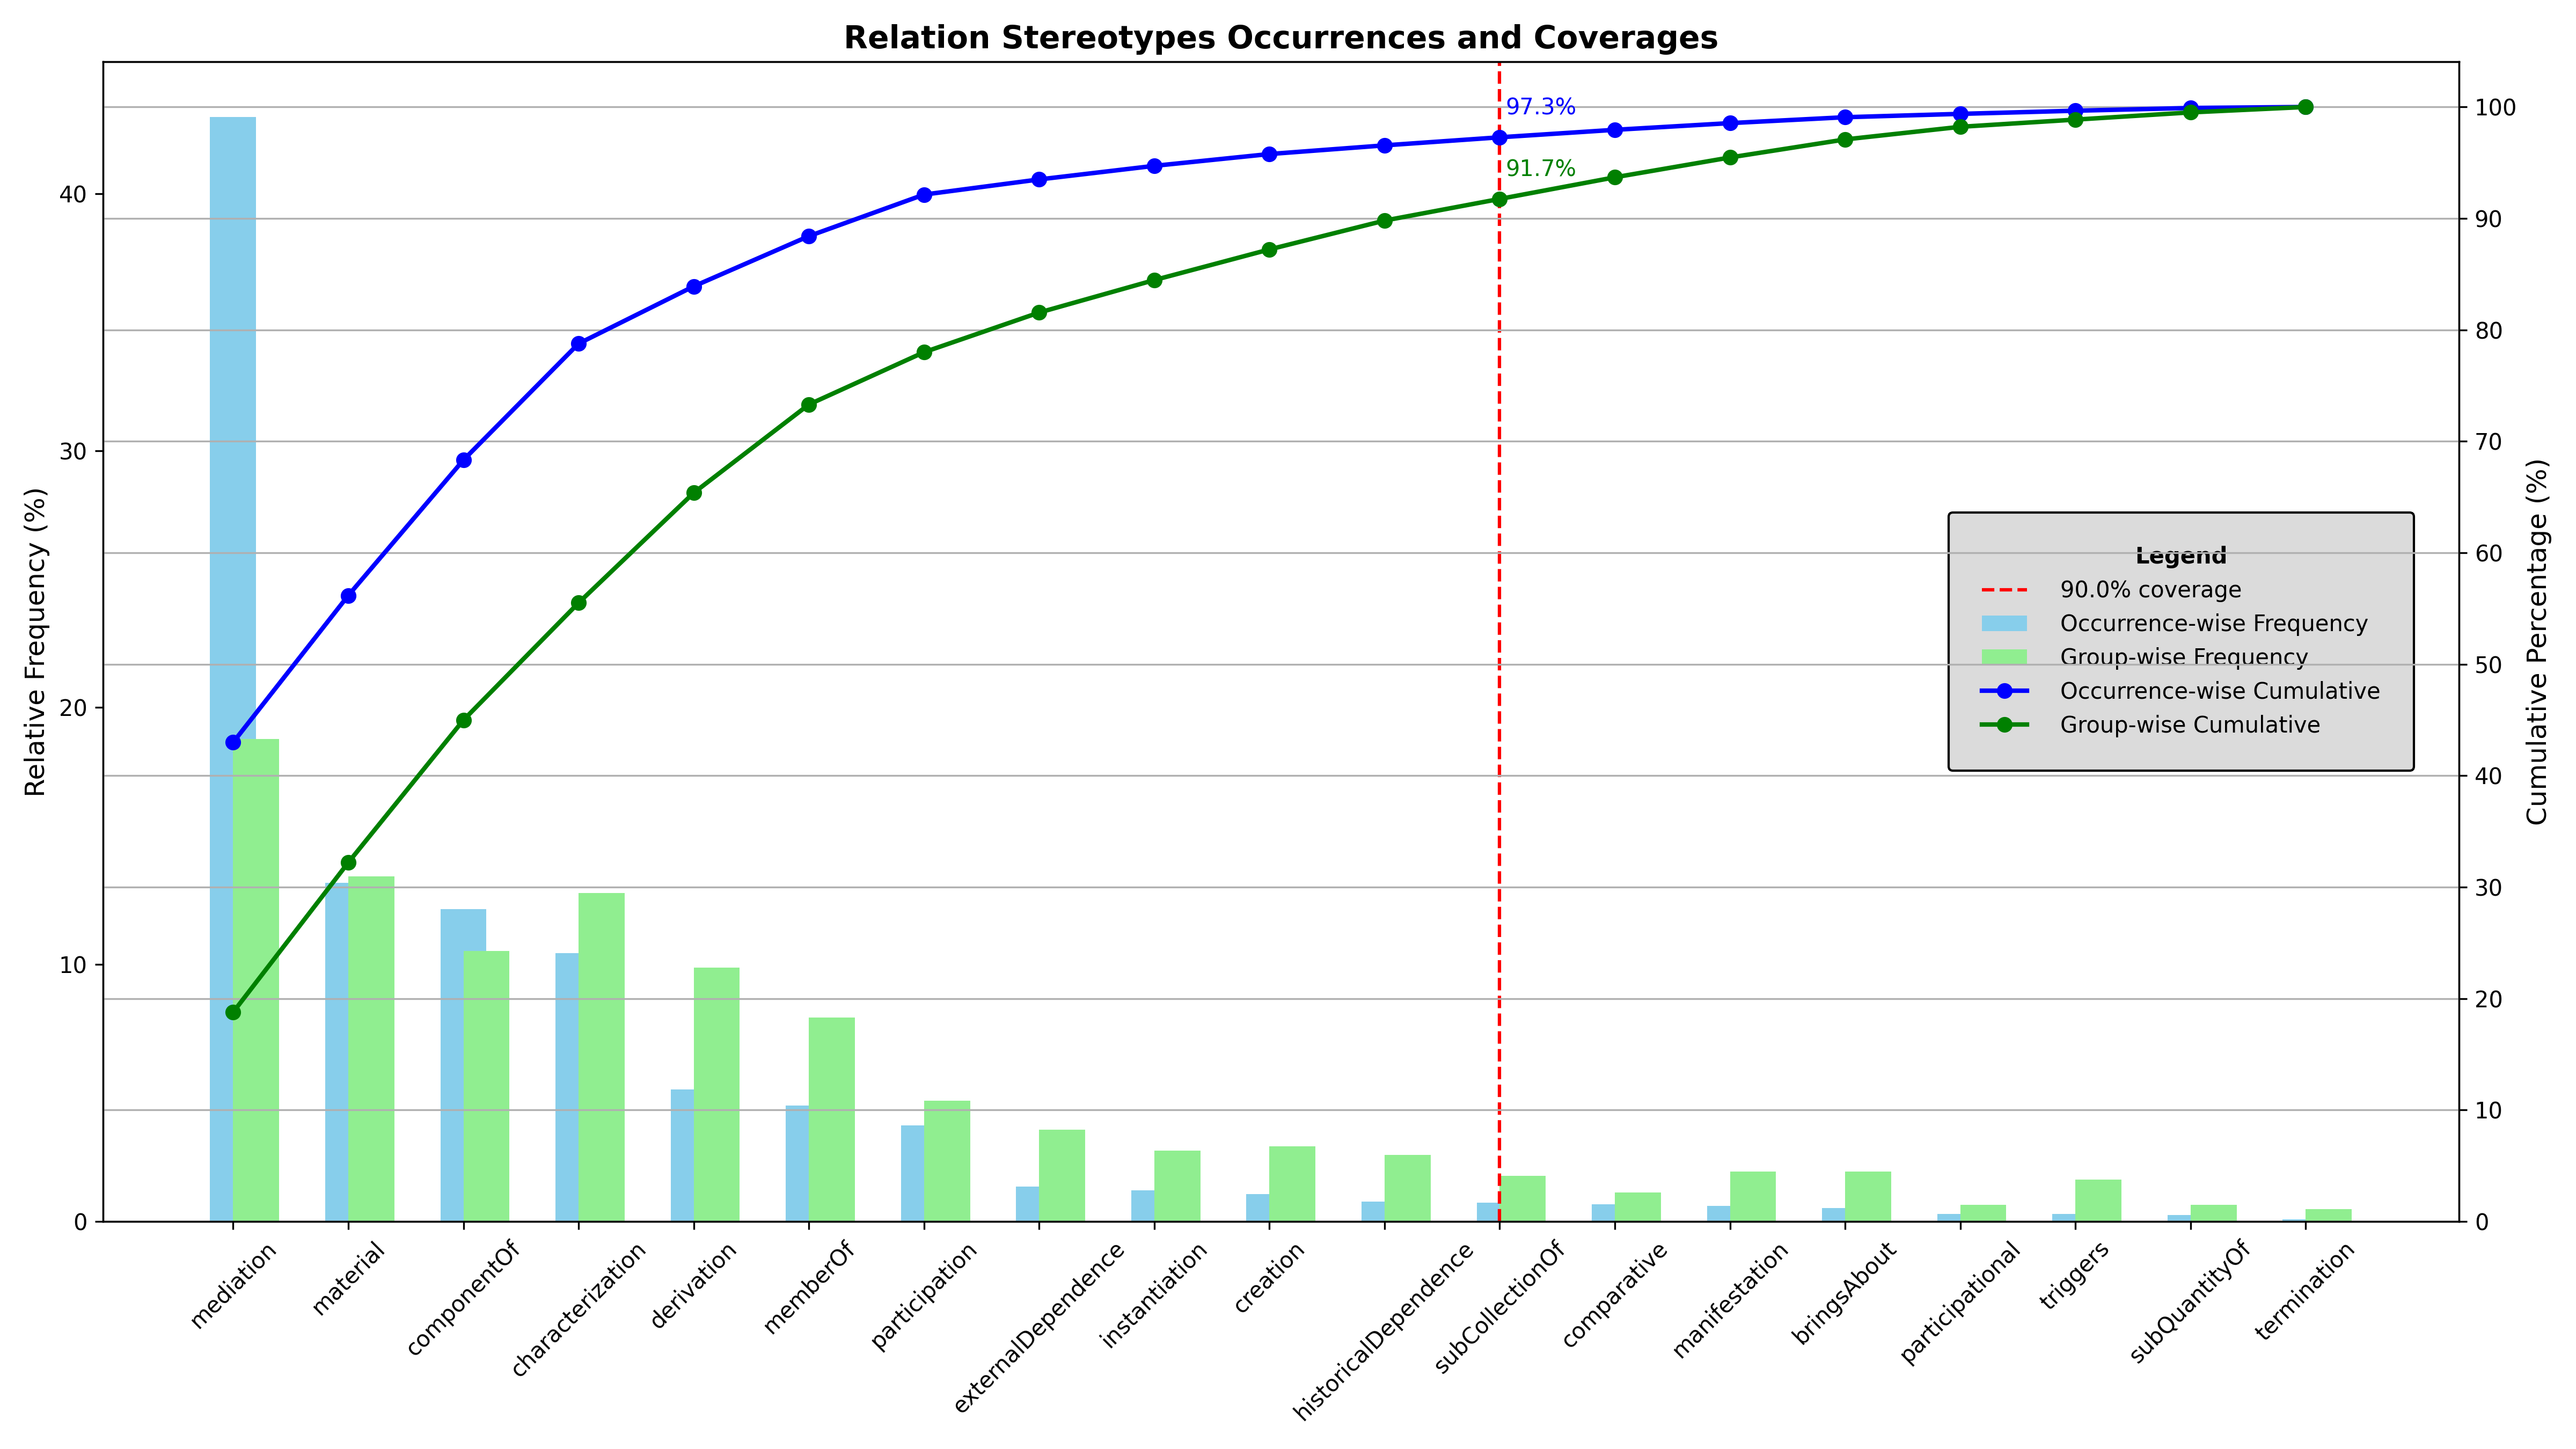 Relation Stereotypes Occurrences and Coverages
Relative Frequency (%)
40
30
20
10
0
97.3%
91.7%
100
90
80
70
60
50
40
30
20
10
0
Cumulative Percentage (%)
Legend
90.0% coverage
Occurrence-wise Frequency
Group-wise Frequency
Occurrence-wise Cumulative
Group-wise Cumulative
mediation
material
componentOf
characterization
derivation
memberOf
participation
externalDependence
instantiation
creation
historicalDependence
subCollectionOf
comparative
manifestation
bringsAbout
participational
triggers
subQuantityOf
termination